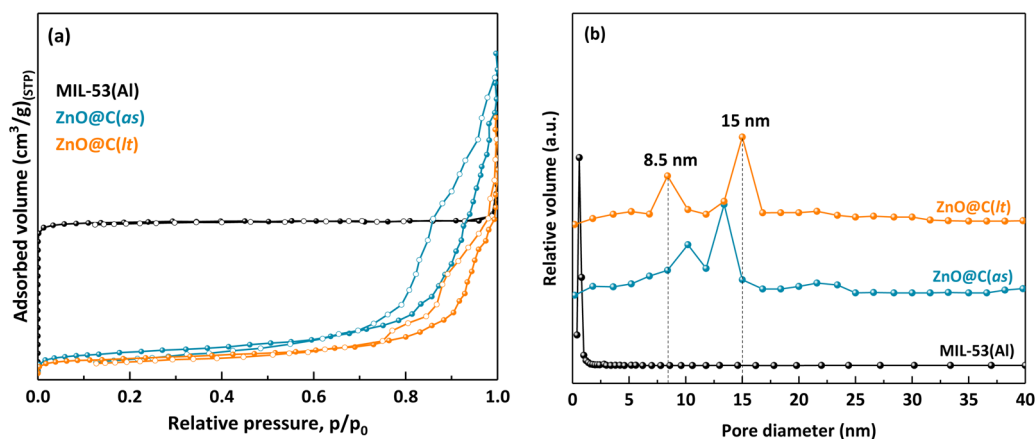 (a)
MIL-53(Al)
ZnO@C(as)
ZnO@C(lt)
Adsorbed volume (cm³/g)(STP)
0.0 0.2 0.4 0.6 0.8 1.0
Relative pressure, p/p₀
(b)
15 nm
8.5 nm
ZnO@C(lt)
ZnO@C(as)
MIL-53(Al)
Relative volume (a.u.)
0 5 10 15 20 25 30 35 40
Pore diameter (nm)